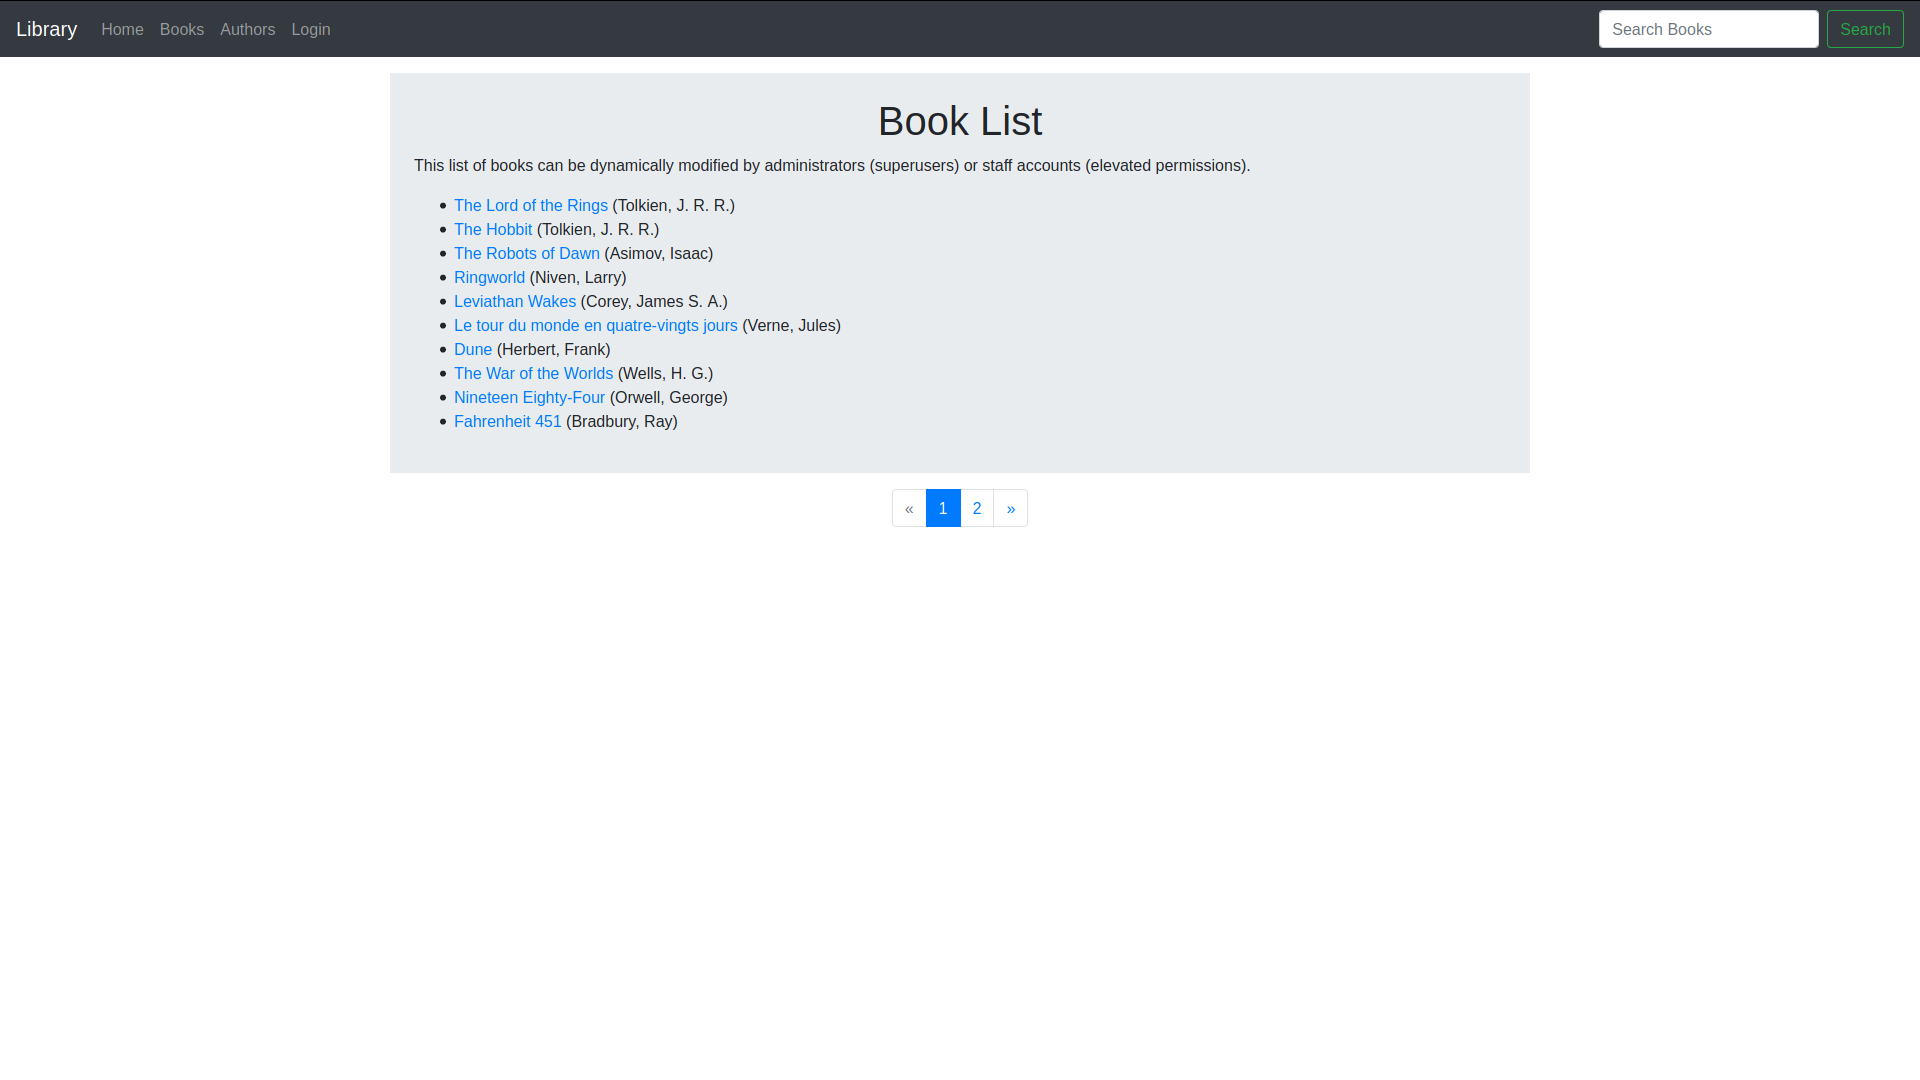 Library Home Books Authors Login Search Books Search
Book List
This list of books can be dynamically modified by administrators (superusers) or staff accounts (elevated permissions).
The Lord of the Rings (Tolkien, J. R. R.)
The Hobbit (Tolkien, J. R. R.)
The Robots of Dawn (Asimov, Isaac)
Ringworld (Niven, Larry)
Leviathan Wakes (Corey, James S. A.)
Le tour du monde en quatre-vingts jours (Verne, Jules)
Dune (Herbert, Frank)
The War of the Worlds (Wells, H. G.)
Nineteen Eighty-Four (Orwell, George)
Fahrenheit 451 (Bradbury, Ray)
« 1 2 »